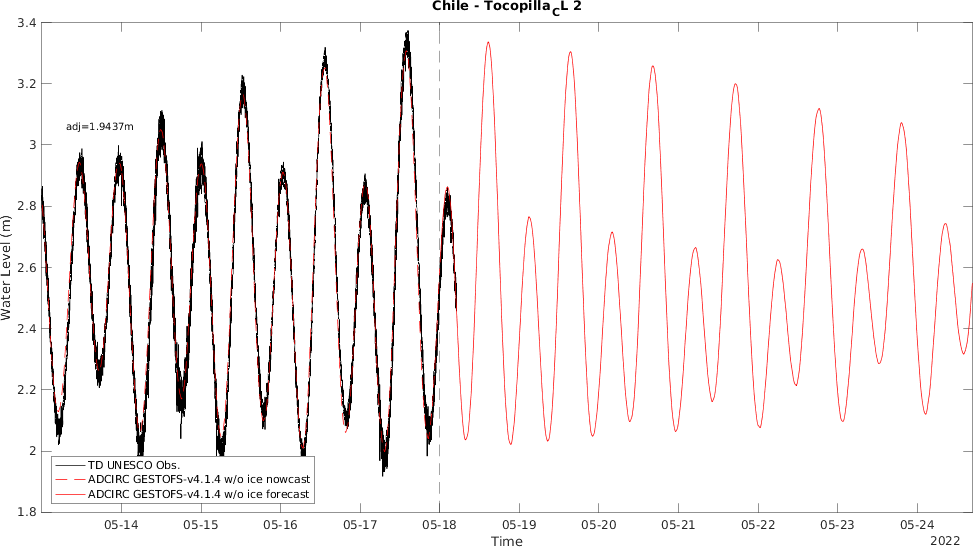 Chile - Tocopilla_CL 2
3.4
3.2
3
2.8
2.6
2.4
2.2
2
1.8
Water Level (m)
adj=1.9437m
TD UNESCO Obs.
ADCIRC GESTOFS-v4.1.4 w/o ice nowcast
ADCIRC GESTOFS-v4.1.4 w/o ice forecast
05-14 05-15 05-16 05-17 05-18 05-19 05-20 05-21 05-22 05-23 05-24
Time
2022